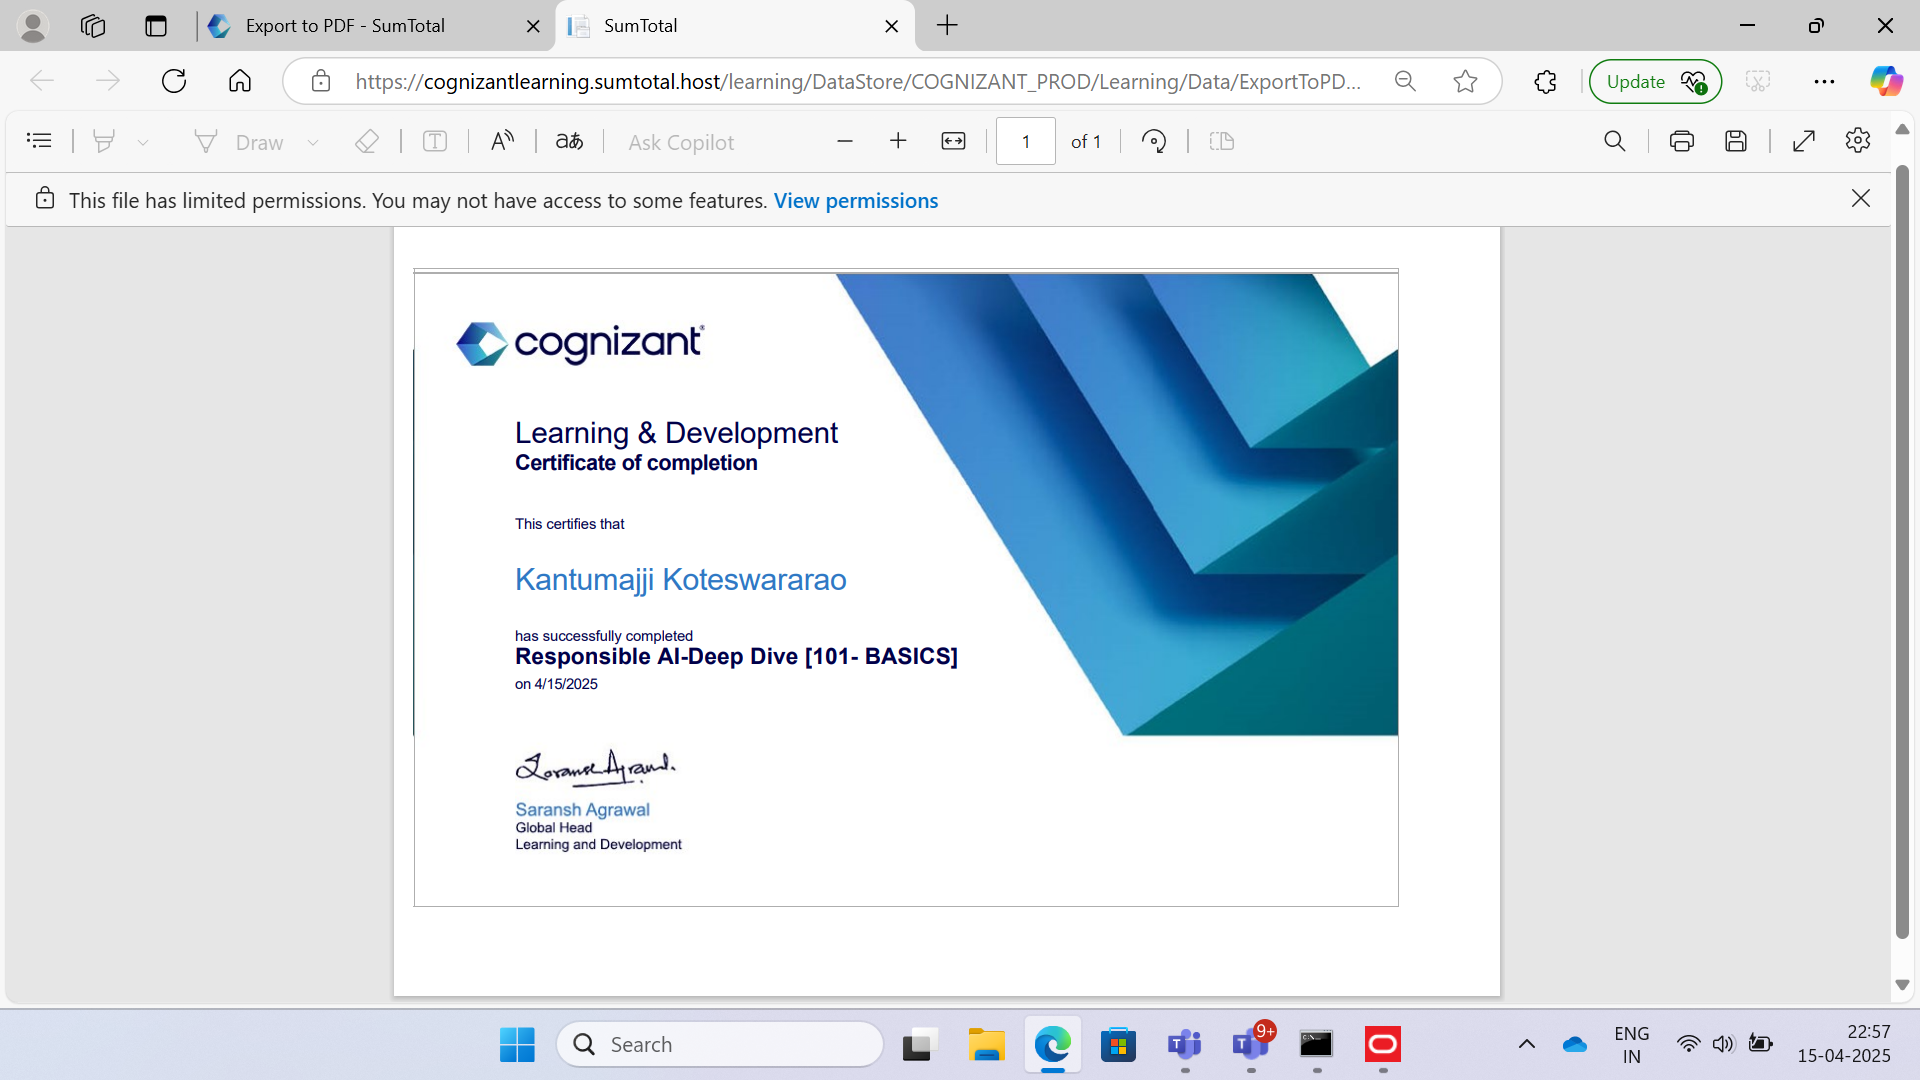 Export to PDF - SumTotal
SumTotal
https://cognizantlearning.sumtotal.host/learning/DataStore/COGNIZANT_PROD/Learning/Data/ExportToPD...
Update
Draw
T
A
aあ
Ask Copilot
1
of 1
This file has limited permissions. You may not have access to some features. View permissions
cognizant®
Learning & Development
Certificate of completion
This certifies that
Kantumajji Koteswararao
has successfully completed
Responsible AI-Deep Dive [101- BASICS]
on 4/15/2025
Saransh Agrawal
Global Head
Learning and Development
Search
9+
ENG
IN
22:57
15-04-2025